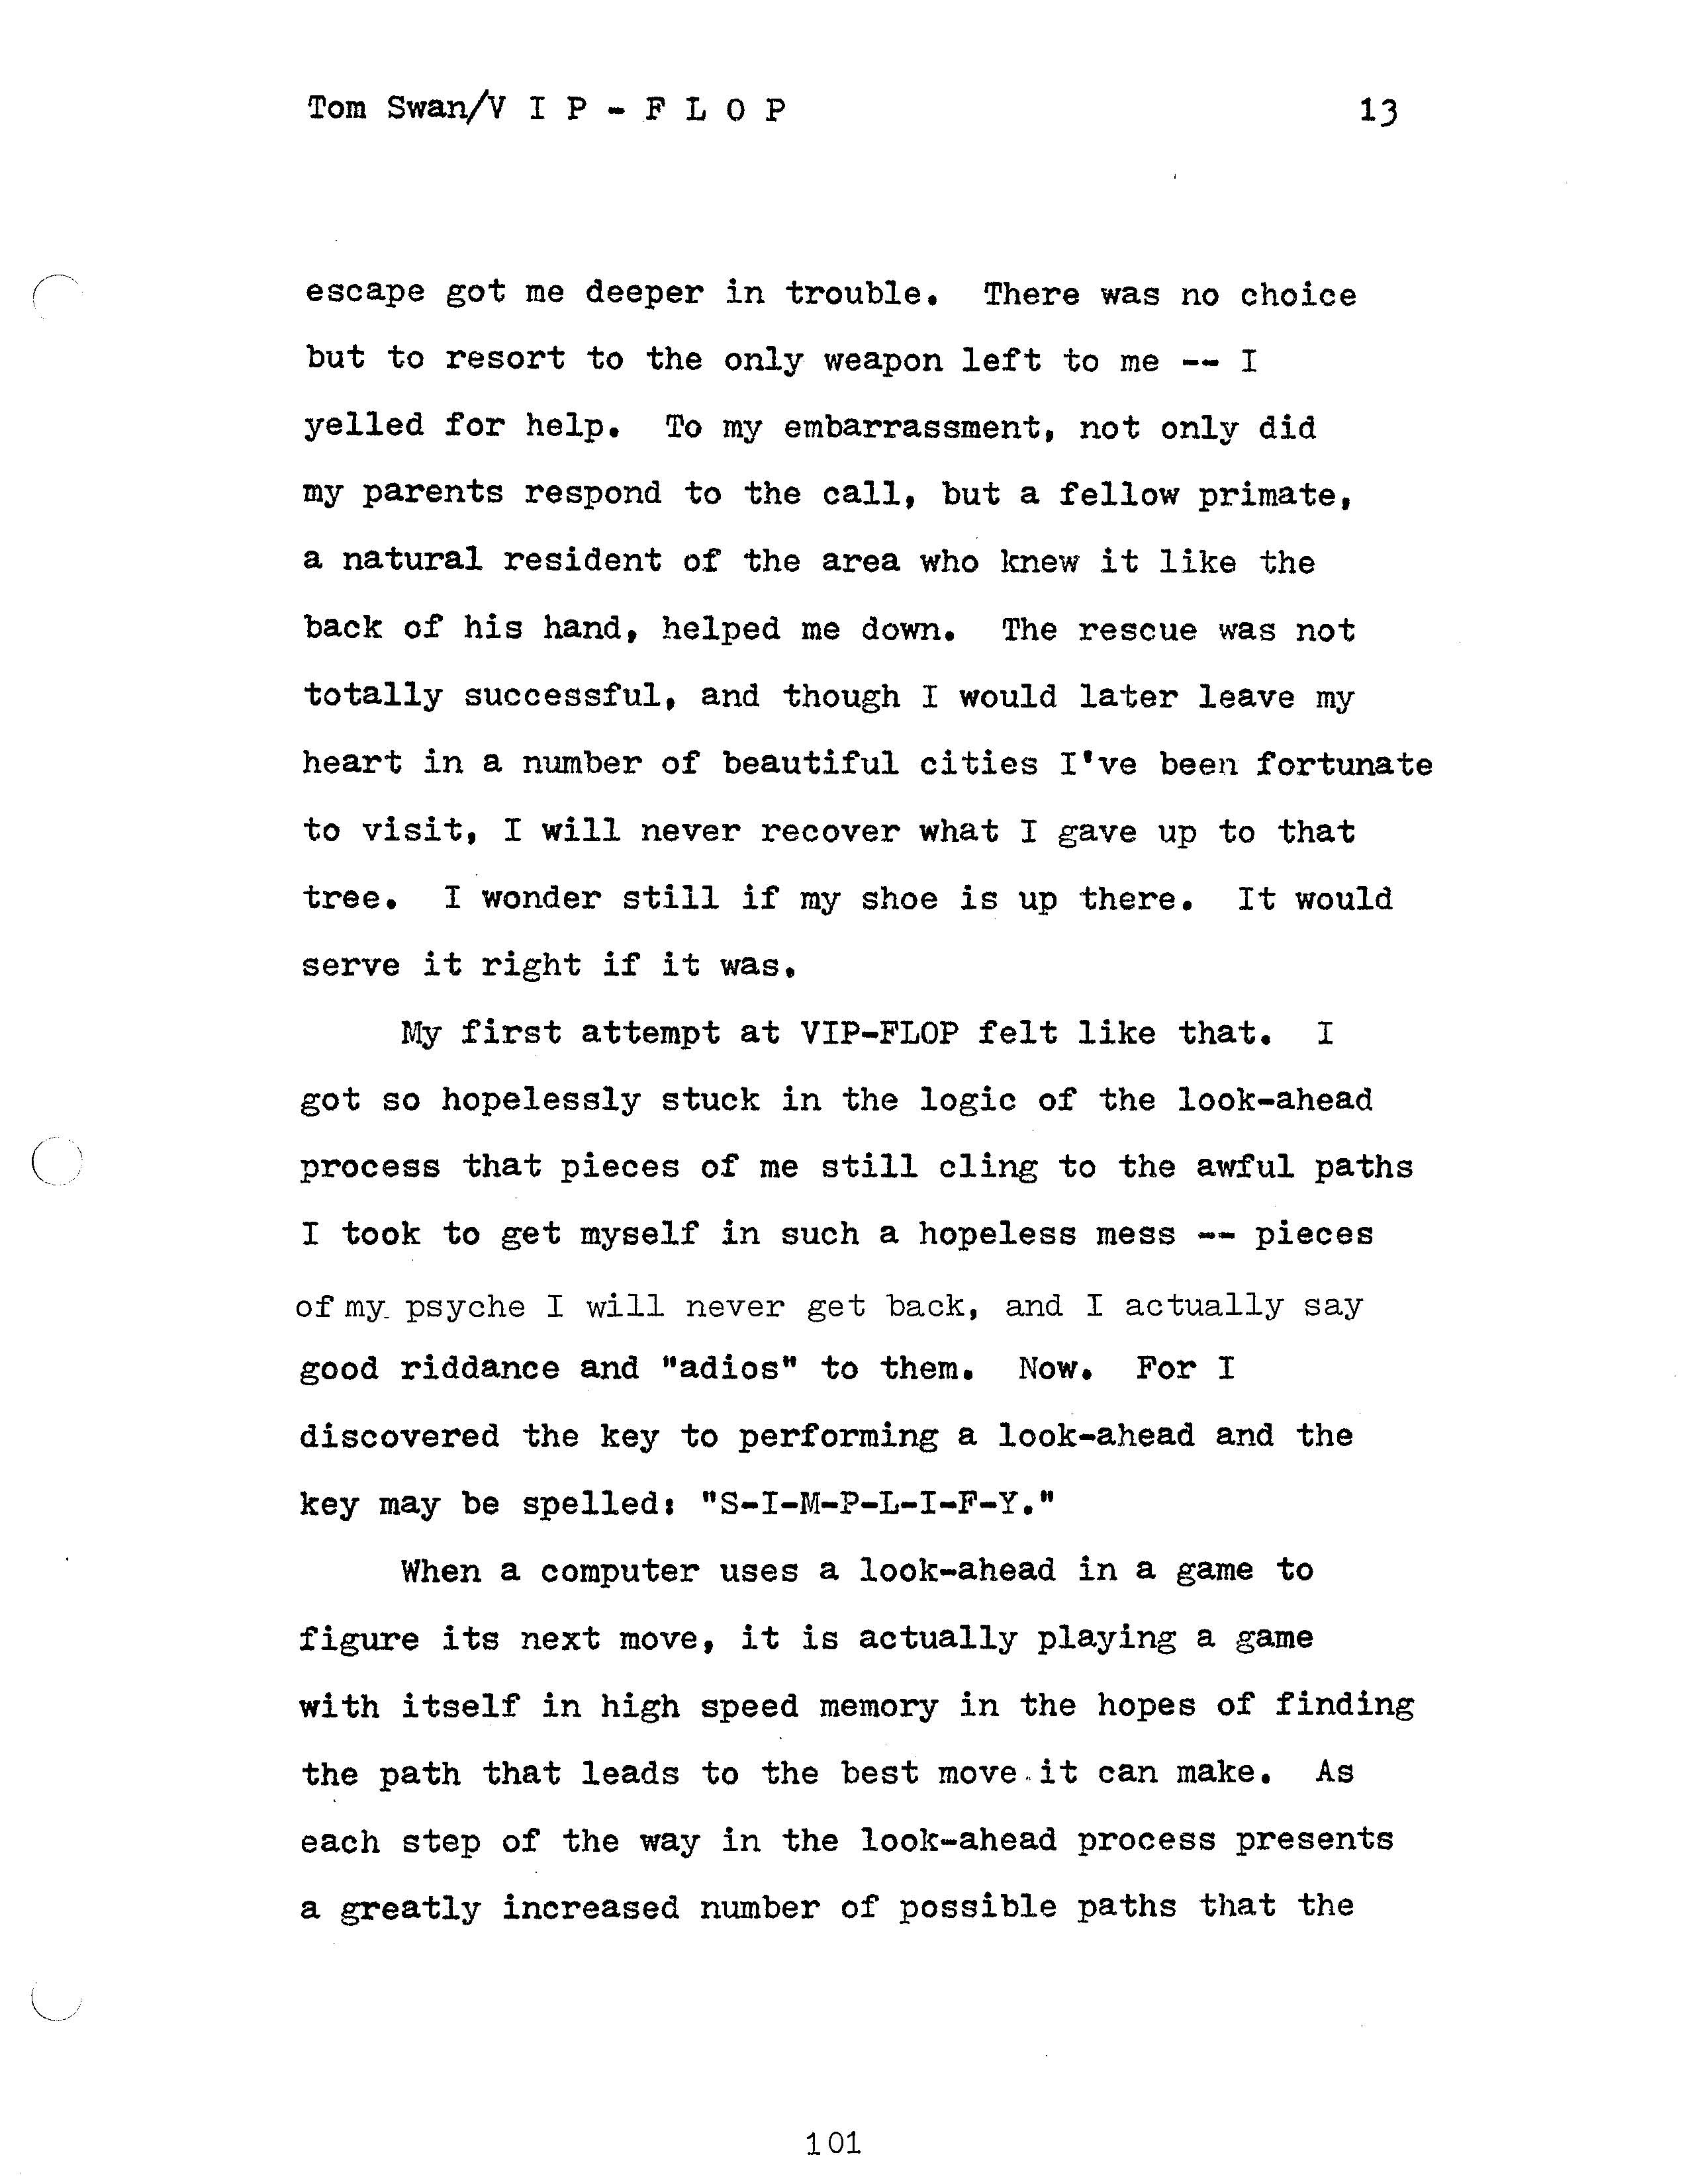 Tom Swan/V I P - F L O P 13
escape got me deeper in trouble. There was no choice
but to resort to the only weapon left to me -- I
yelled for help. To my embarrassment, not only did
my parents respond to the call, but a fellow primate,
a natural resident of the area who knew it like the
back of his hand, helped me down. The rescue was not
totally successful, and though I would later leave my
heart in a number of beautiful cities I've been fortunate
to visit, I will never recover what I gave up to that
tree. I wonder still if my shoe is up there. It would
serve it right if it was.
My first attempt at VIP-FLOP felt like that. I
got so hopelessly stuck in the logic of the look-ahead
process that pieces of me still cling to the awful paths
I took to get myself in such a hopeless mess -- pieces
of my psyche I will never get back, and I actually say
good riddance and "adios" to them. Now. For I
discovered the key to performing a look-ahead and the
key may be spelled: "S-I-M-P-L-I-F-Y."
When a computer uses a look-ahead in a game to
figure its next move, it is actually playing a game
with itself in high speed memory in the hopes of finding
the path that leads to the best move it can make. As
each step of the way in the look-ahead process presents
a greatly increased number of possible paths that the
101